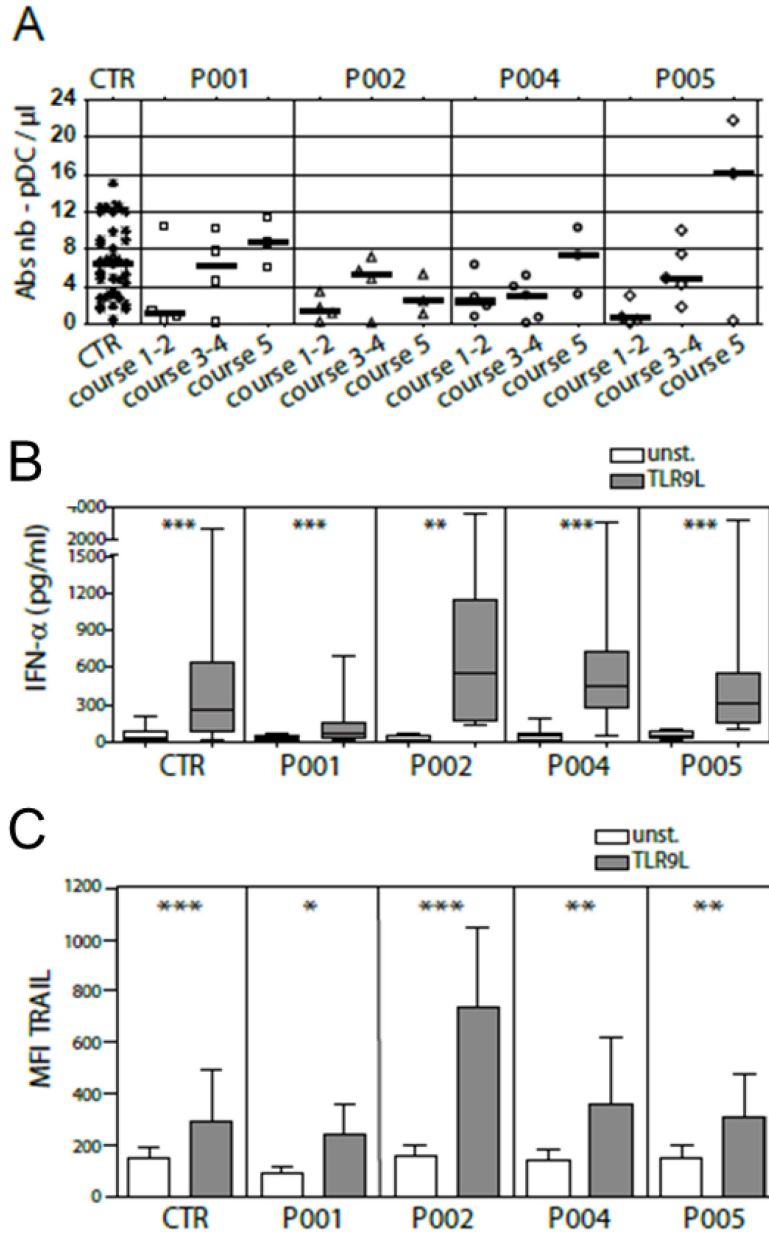 A
CTR P001 P002 P004 P005
24
20
16
12
8
4
0
Abs nb - pDC / µl
CTR course 1-2 course 3-4 course 5 course 1-2 course 3-4 course 5 course 1-2 course 3-4 course 5 course 1-2 course 3-4 course 5
B
unst.
TLR9L
*** *** ** *** ***
2000
1500
1200
900
600
300
0
IFN-α (pg/ml)
CTR P001 P002 P004 P005
C
unst.
TLR9L
*** * *** ** **
1200
1000
800
600
400
200
0
MFI TRAIL
CTR P001 P002 P004 P005